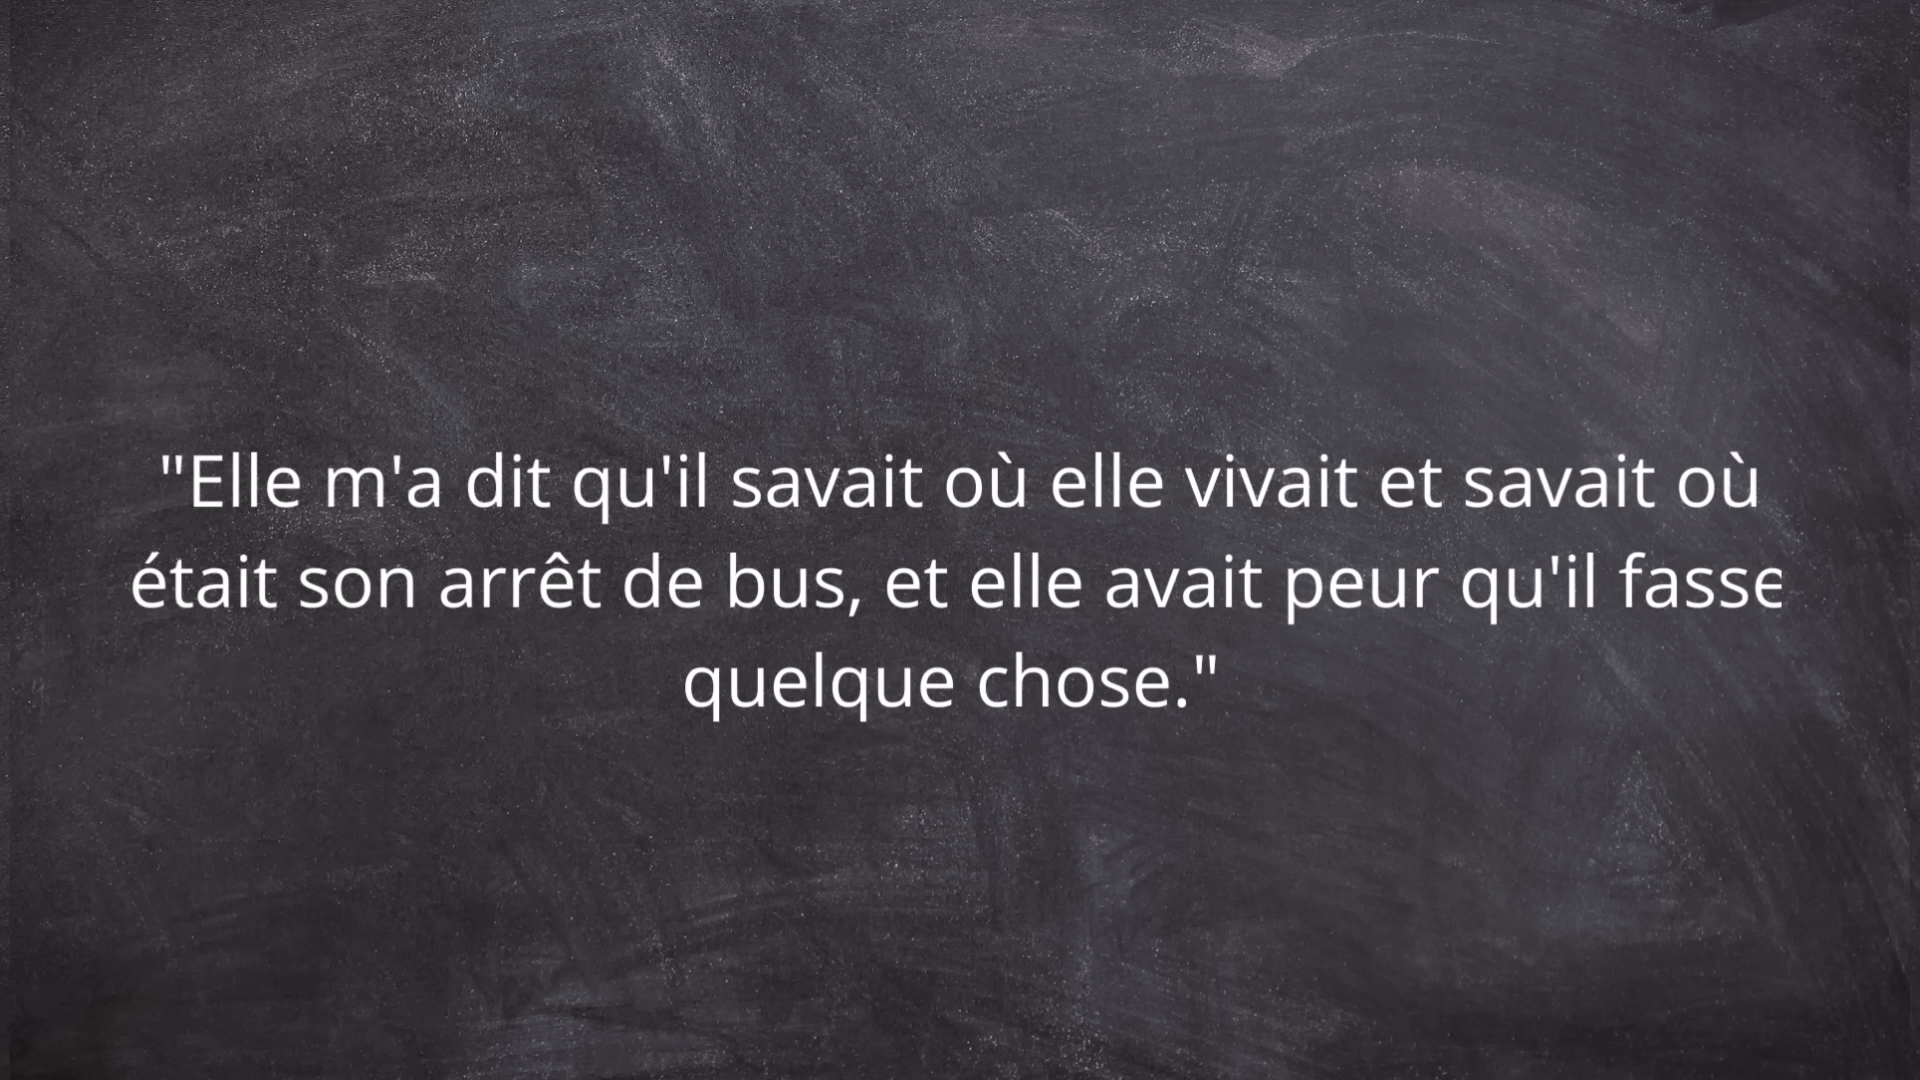 "Elle m'a dit qu'il savait où elle vivait et savait où
était son arrêt de bus, et elle avait peur qu'il fasse
quelque chose."